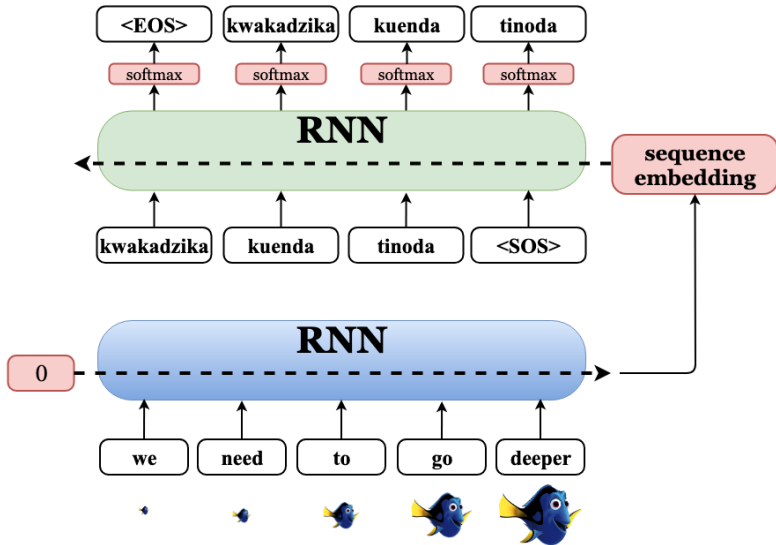 <EOS> kwakadzika kuenda tinoda
softmax softmax softmax softmax
RNN
sequence
embedding
kwakadzika kuenda tinoda <SOS>
RNN
0
we need to go deeper